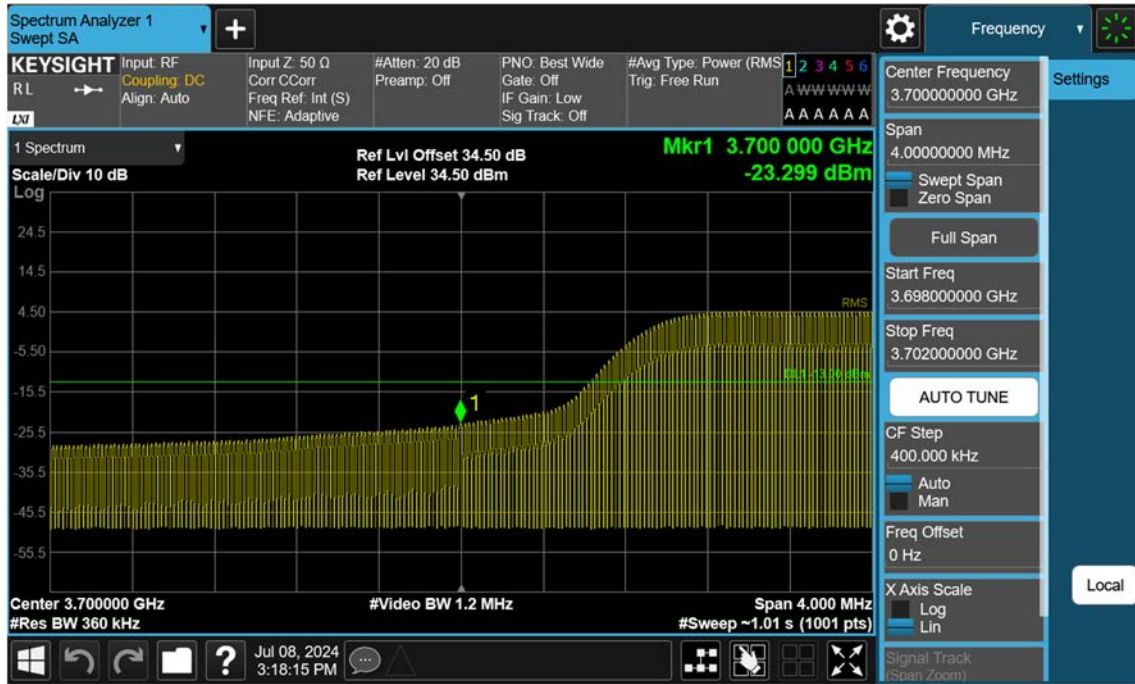 Spectrum Analyzer 1
Swept SA
+
Frequency
KEYSIGHT
RL
LXI
Input: RF
Coupling: DC
Align: Auto
Input Z: 50 Ω
Corr CCorr
Freq Ref: Int (S)
NFE: Adaptive
#Atten: 20 dB
Preamp: Off
PNO: Best Wide
Gate: Off
IF Gain: Low
Sig Track: Off
#Avg Type: Power (RMS
Trig: Free Run
1 2 3 4 5 6
A W W W W W
A A A A A A
1 Spectrum
Scale/Div 10 dB
Ref Lvl Offset 34.50 dB
Ref Level 34.50 dBm
Mkr1 3.700 000 GHz
-23.299 dBm
Log
24.5
14.5
4.50
-5.50
-15.5
-25.5
-35.5
-45.5
-55.5
RMS
DL1 -13.00 dBm
1
Center 3.700000 GHz
#Res BW 360 kHz
#Video BW 1.2 MHz
Span 4.000 MHz
#Sweep ~1.01 s (1001 pts)
Center Frequency
3.700000000 GHz
Settings
Span
4.00000000 MHz
Swept Span
Zero Span
Full Span
Start Freq
3.698000000 GHz
Stop Freq
3.702000000 GHz
AUTO TUNE
CF Step
400.000 kHz
Auto
Man
Freq Offset
0 Hz
X Axis Scale
Log
Lin
Local
Signal Track
(Span Zoom)
?
Jul 08, 2024
3:18:15 PM